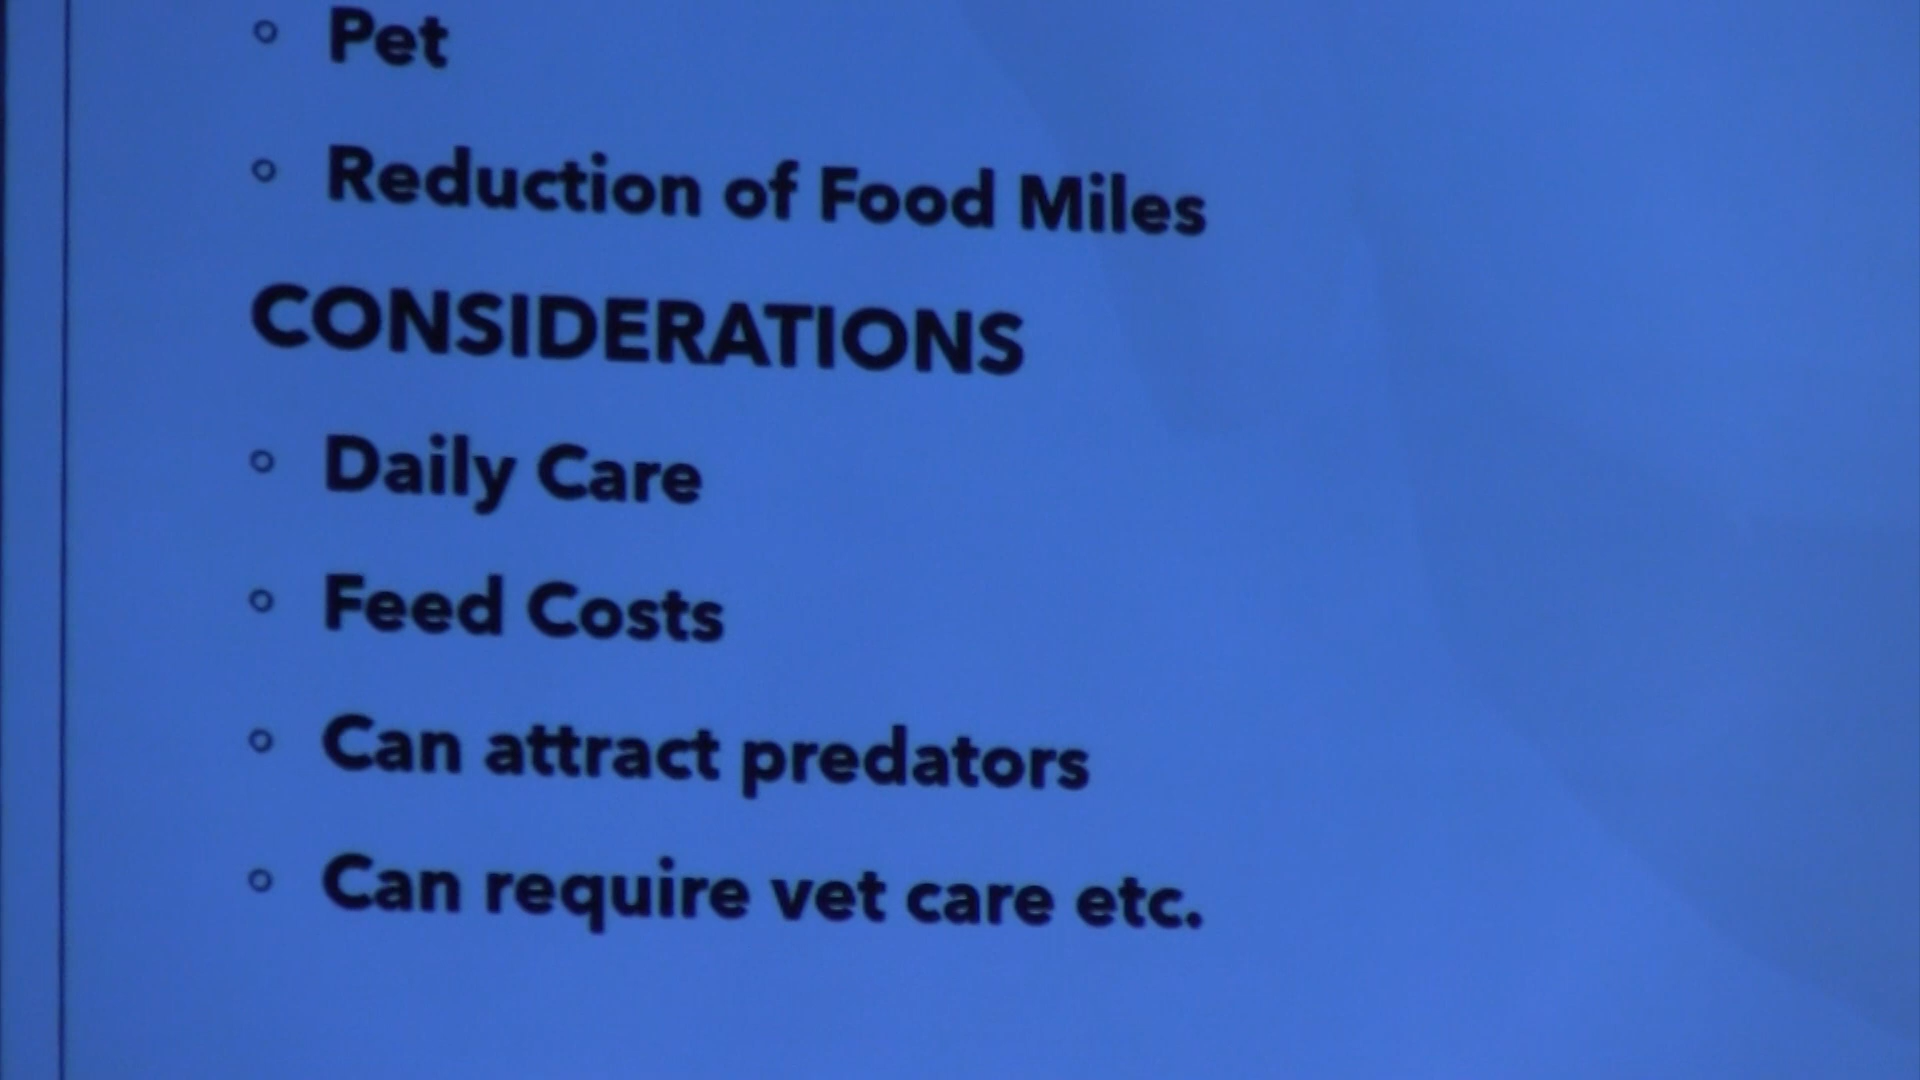 Pet
Reduction of Food Miles
CONSIDERATIONS
Daily Care
Feed Costs
Can attract predators
Can require vet care etc.